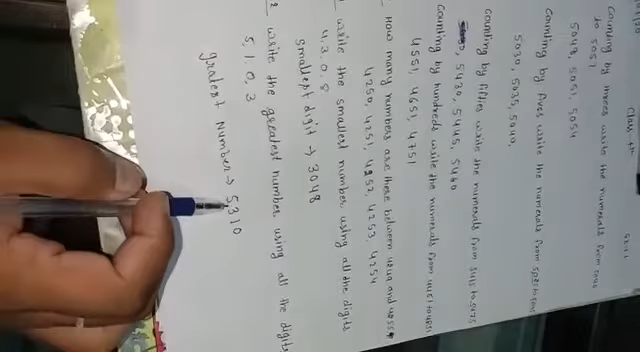 Class - 4th
Counting by threes write the numerals from
to 5057
5048, 5051, 5054
Counting by fives write the numerals from
5030, 5035, 5040,
Counting by fifties write the numerals from
5430, 5445, 5460
Counting by hundreds write the numerals from
4551, 4651, 4751
How many numbers are there between and
4250, 4251, 4252, 4253, 4254
write the smallest number using all the digits
4, 3, 0, 8
smallest digit → 3048
write the greatest number using all the digits
5, 1, 0, 3
gratest Number → 5310